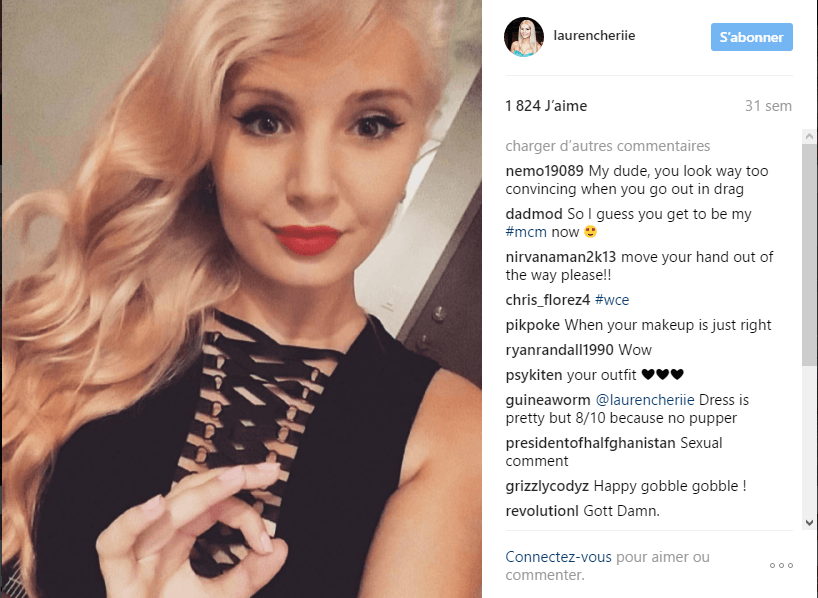 laurencheriie
S'abonner
1 824 J'aime
31 sem
charger d'autres commentaires
nemo19089 My dude, you look way too
convincing when you go out in drag
dadmod So I guess you get to be my
#mcm now 😍
nirvanaman2k13 move your hand out of
the way please!!
chris_florez4 #wce
pikpoke When your makeup is just right
ryanrandall1990 Wow
psykiten your outfit 🖤🖤🖤
guineaworm @laurencheriie Dress is
pretty but 8/10 because no pupper
presidentofhalfghanistan Sexual
comment
grizzlycodyz Happy gobble gobble !
revolutionl Gott Damn.
Connectez-vous pour aimer ou
commenter.